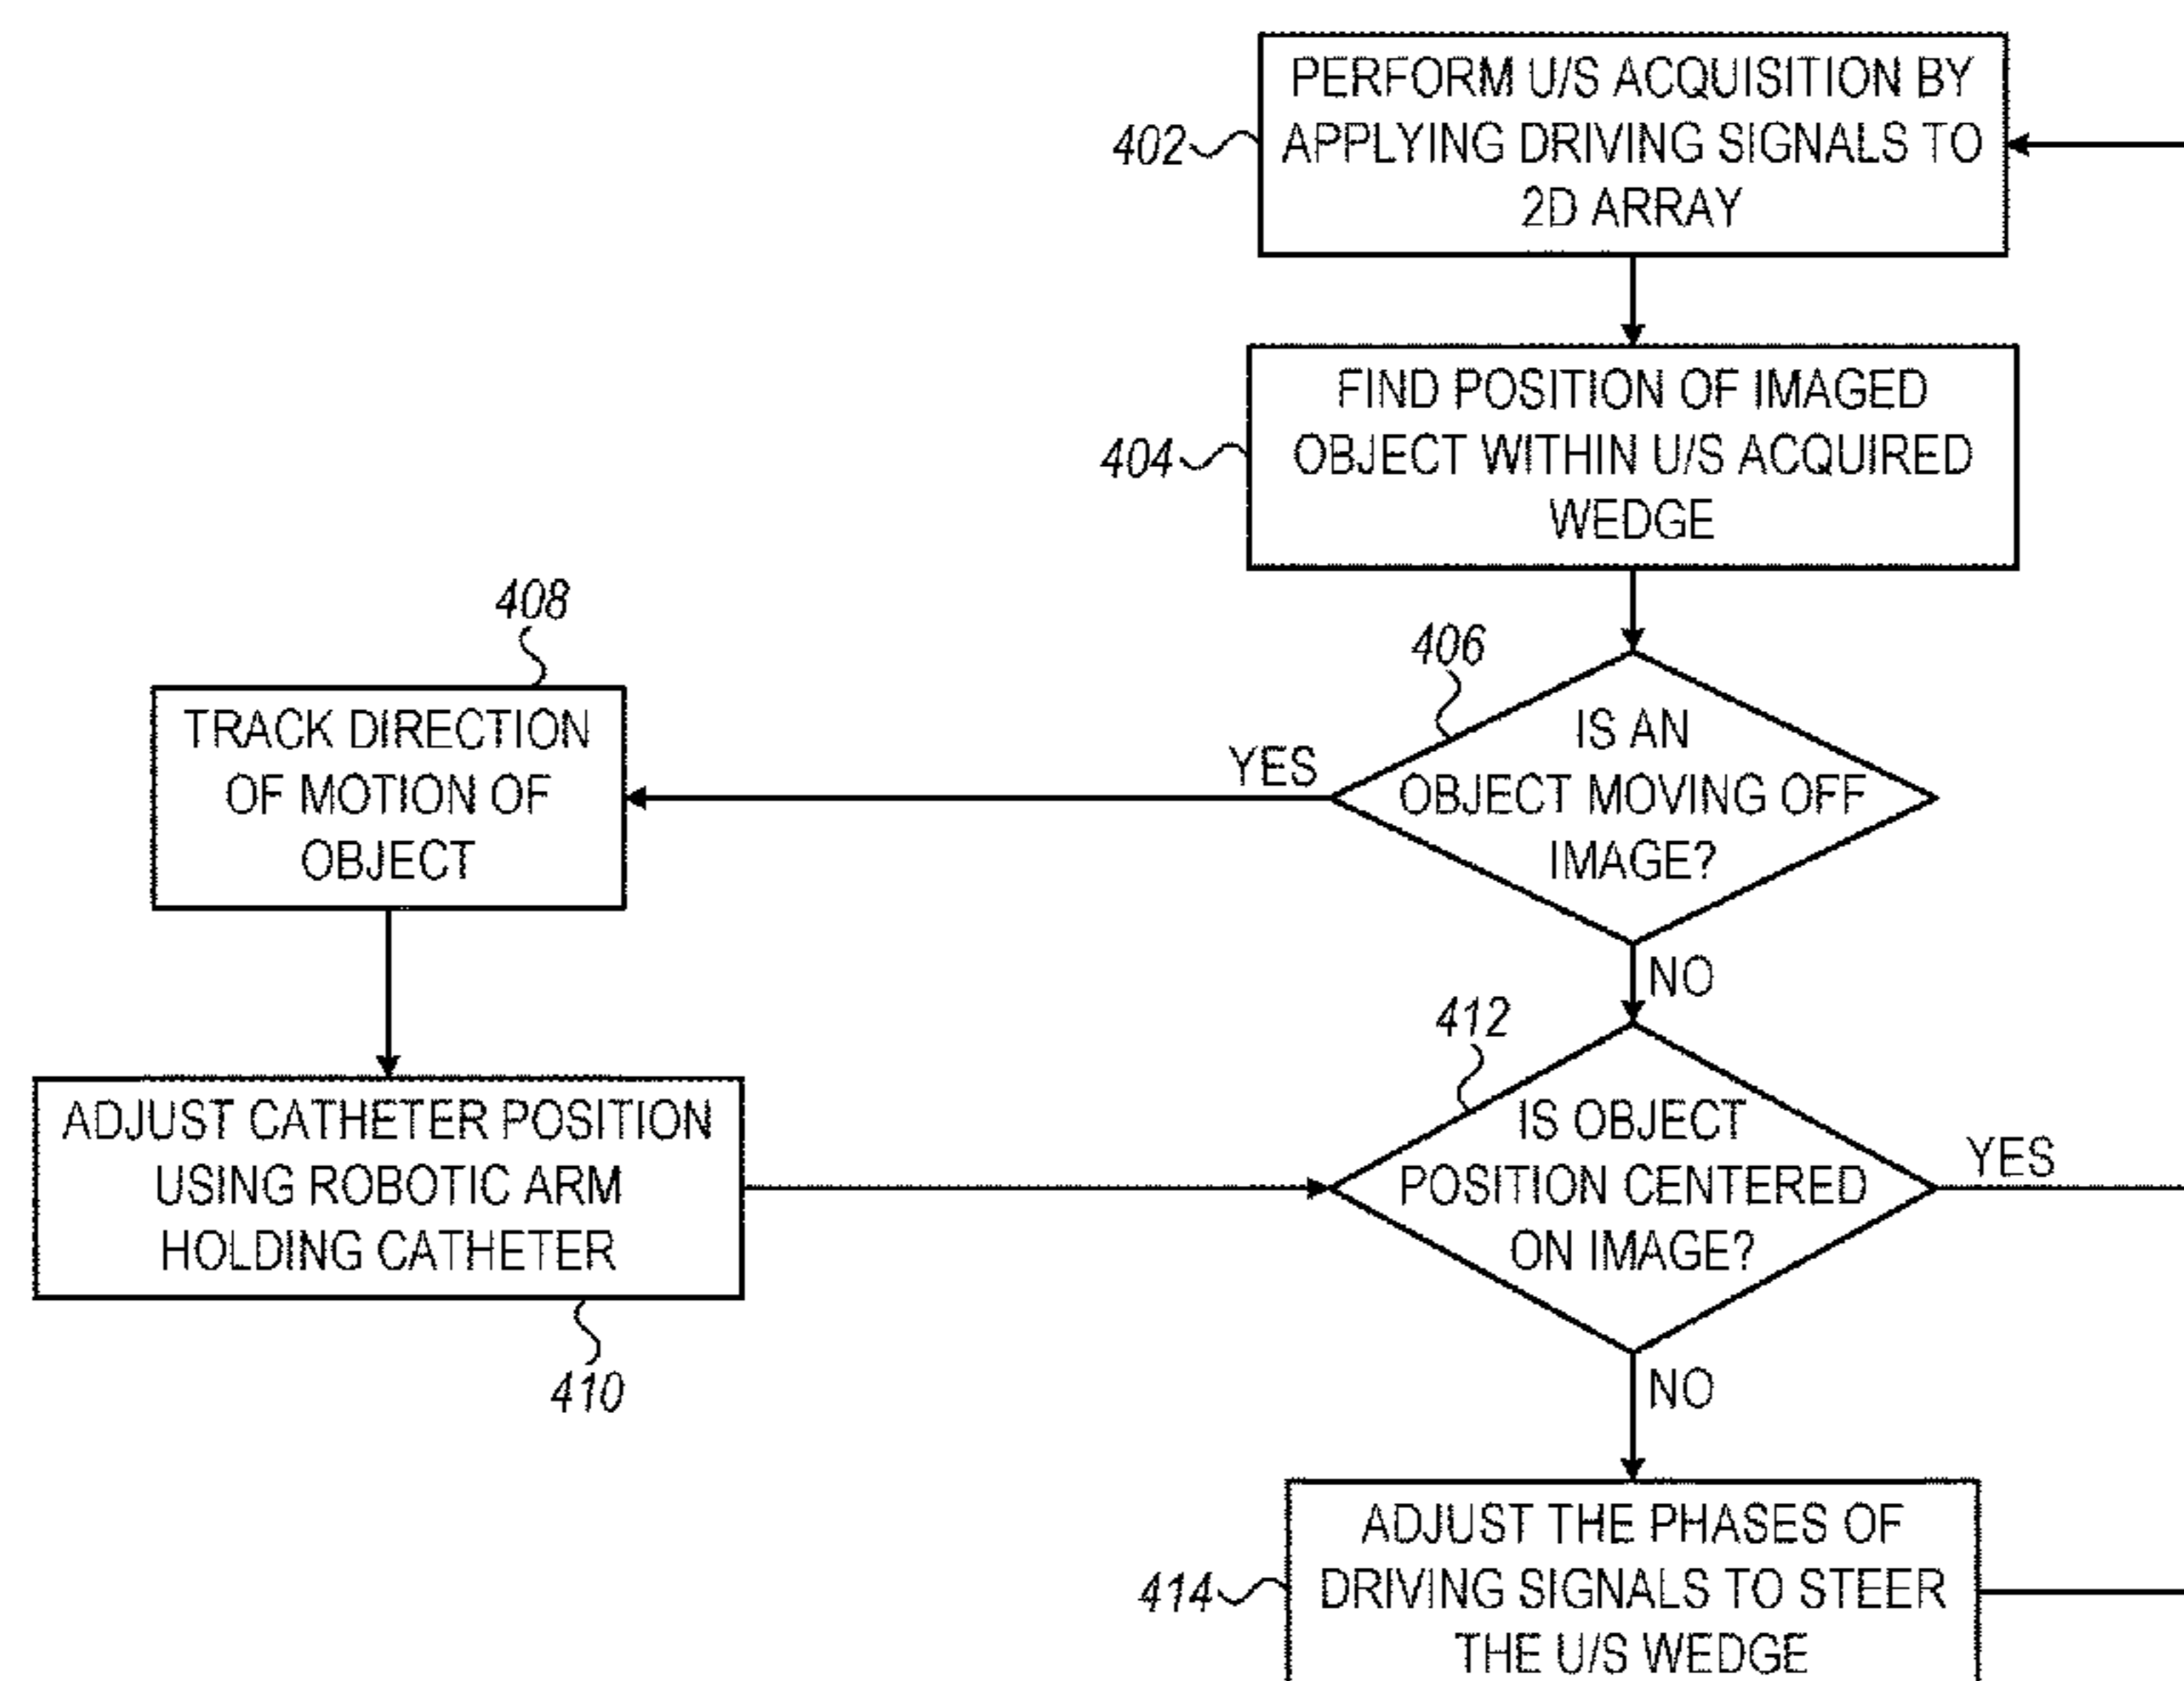 PERFORM U/S ACQUISITION BY
402
APPLYING DRIVING SIGNALS TO
2D ARRAY
FIND POSITION OF IMAGED
404
OBJECT WITHIN U/S ACQUIRED
WEDGE
408
406
TRACK DIRECTION
OF MOTION OF
OBJECT
YES
IS AN
OBJECT MOVING OFF
IMAGE?
NO
412
ADJUST CATHETER POSITION
USING ROBOTIC ARM
HOLDING CATHETER
410
IS OBJECT
POSITION CENTERED
ON IMAGE?
YES
NO
ADJUST THE PHASES OF
414
DRIVING SIGNALS TO STEER
THE U/S WEDGE